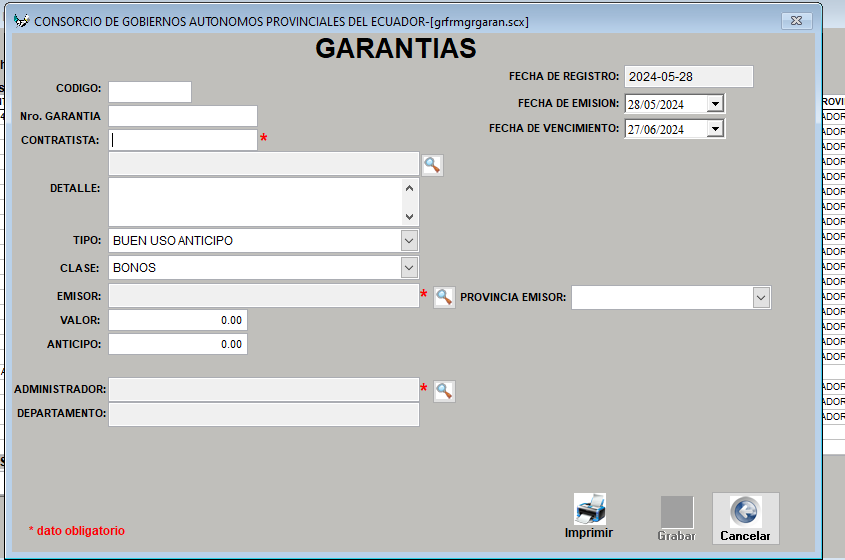 CONSORCIO DE GOBIERNOS AUTONOMOS PROVINCIALES DEL ECUADOR-[grfrmgrgaran.scx]
GARANTIAS
FECHA DE REGISTRO: 2024-05-28
CODIGO:
FECHA DE EMISION: 28/05/2024
Nro. GARANTIA
FECHA DE VENCIMIENTO: 27/06/2024
CONTRATISTA: *
DETALLE:
TIPO: BUEN USO ANTICIPO
CLASE: BONOS
EMISOR: * PROVINCIA EMISOR:
VALOR: 0.00
ANTICIPO: 0.00
ADMINISTRADOR: *
DEPARTAMENTO:
* dato obligatorio
Imprimir
Grabar
Cancelar